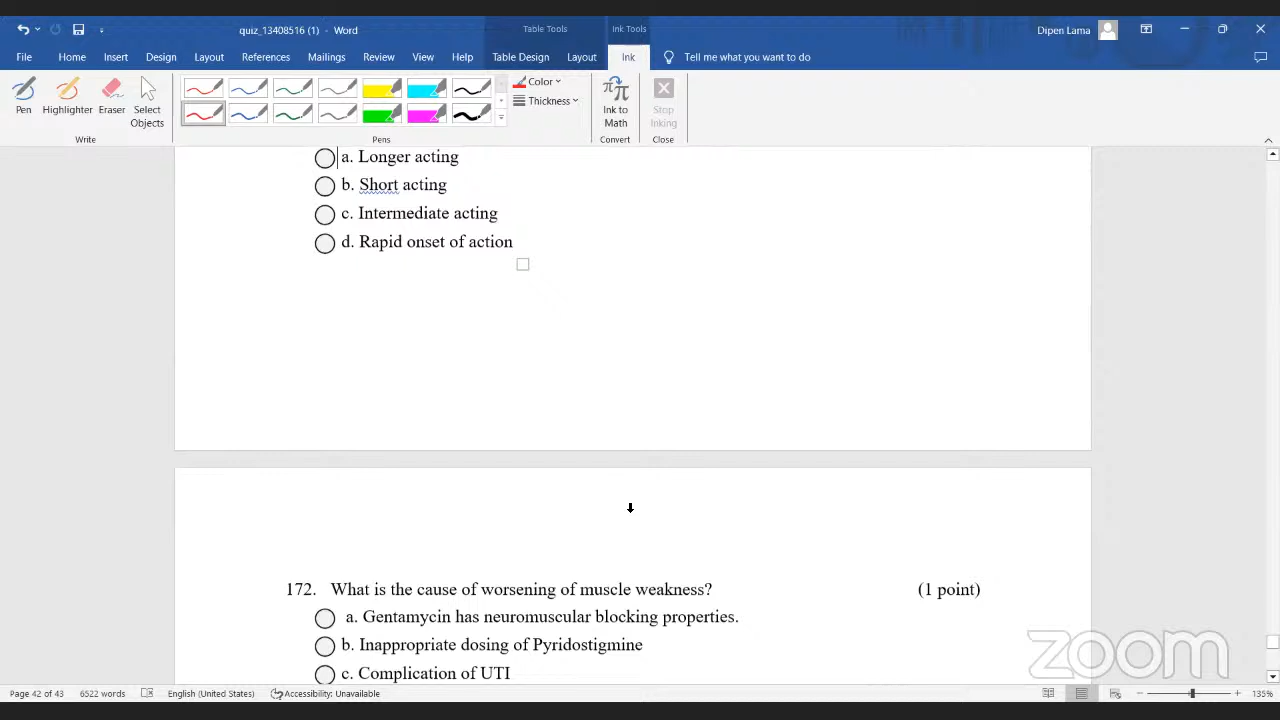 quiz_13408516 (1) - Word
Table Tools
Ink Tools
Dipen Lama
File Home Insert Design Layout References Mailings Review View Help Table Design Layout Ink Tell me what you want to do
Pen
Highlighter
Eraser
Select Objects
Color
Thickness
Ink to Math
Stop Inking
Write
Pens
Convert
Close
a. Longer acting
b. Short acting
c. Intermediate acting
d. Rapid onset of action
172. What is the cause of worsening of muscle weakness? (1 point)
a. Gentamycin has neuromuscular blocking properties.
b. Inappropriate dosing of Pyridostigmine
c. Complication of UTI
zoom
Page 42 of 43 6522 words English (United States) Accessibility: Unavailable 135%